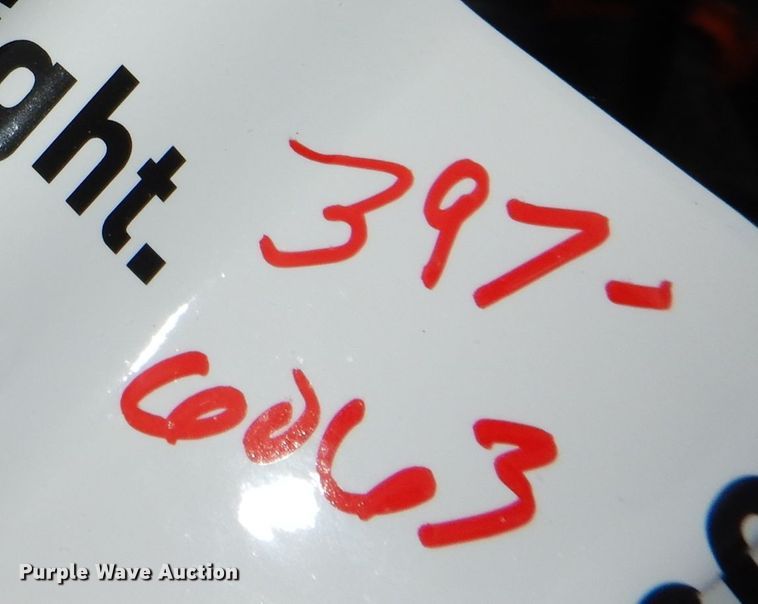 ght.
397-
6063
Purple Wave Auction